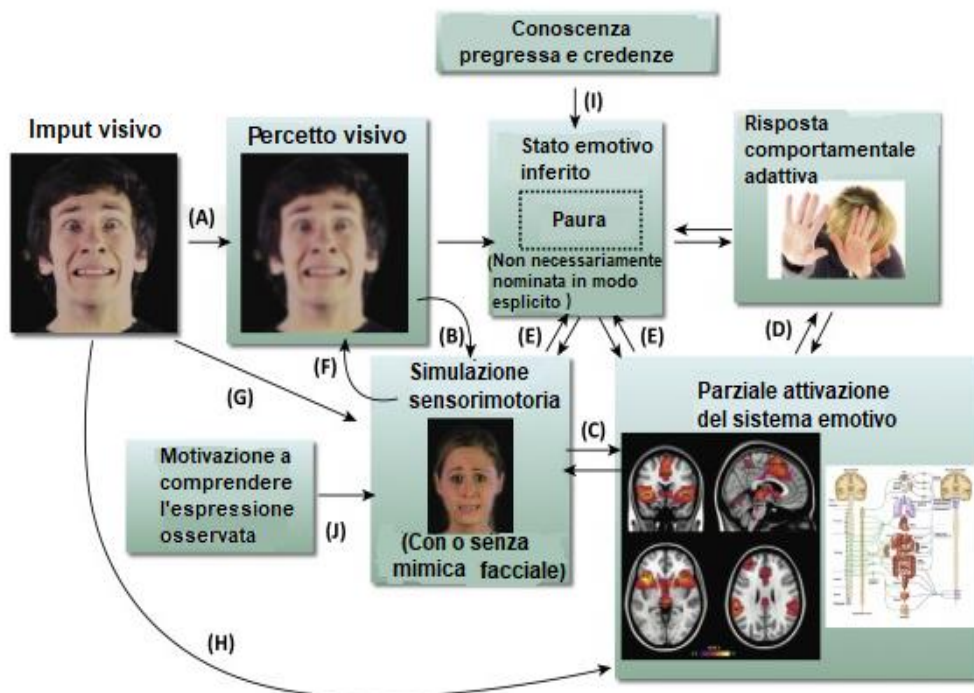 Conoscenza
pregressa e credenze
(I)
Imput visivo
Percetto visivo
(A)
Stato emotivo
inferito
Paura
(Non necessariamente
nominata in modo
esplicito )
Risposta
comportamentale
adattiva
(B)
(E)
(E)
(D)
(F)
(G)
Simulazione
sensorimotoria
(Con o senza
mimica facciale)
(C)
Parziale attivazione
del sistema emotivo
Motivazione a
comprendere
l'espressione
osservata
(J)
(H)